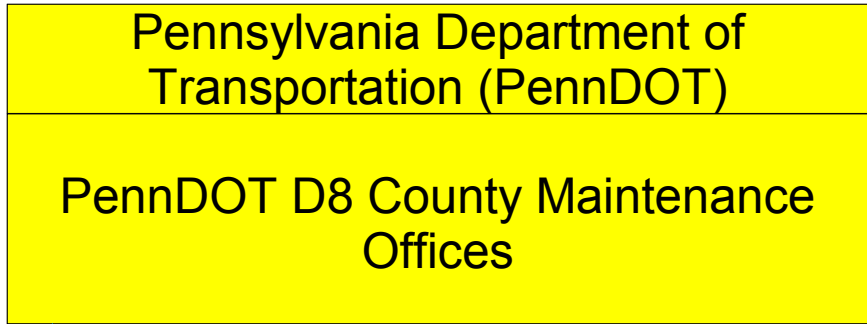 Pennsylvania Department of
Transportation (PennDOT)
PennDOT D8 County Maintenance
Offices